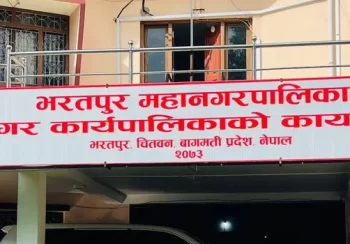 भरतपुर महानगरपालिका
गर कार्यपालिकाको काय
भरतपुर, चितवन, बागमती प्रदेश, नेपाल
२०७३